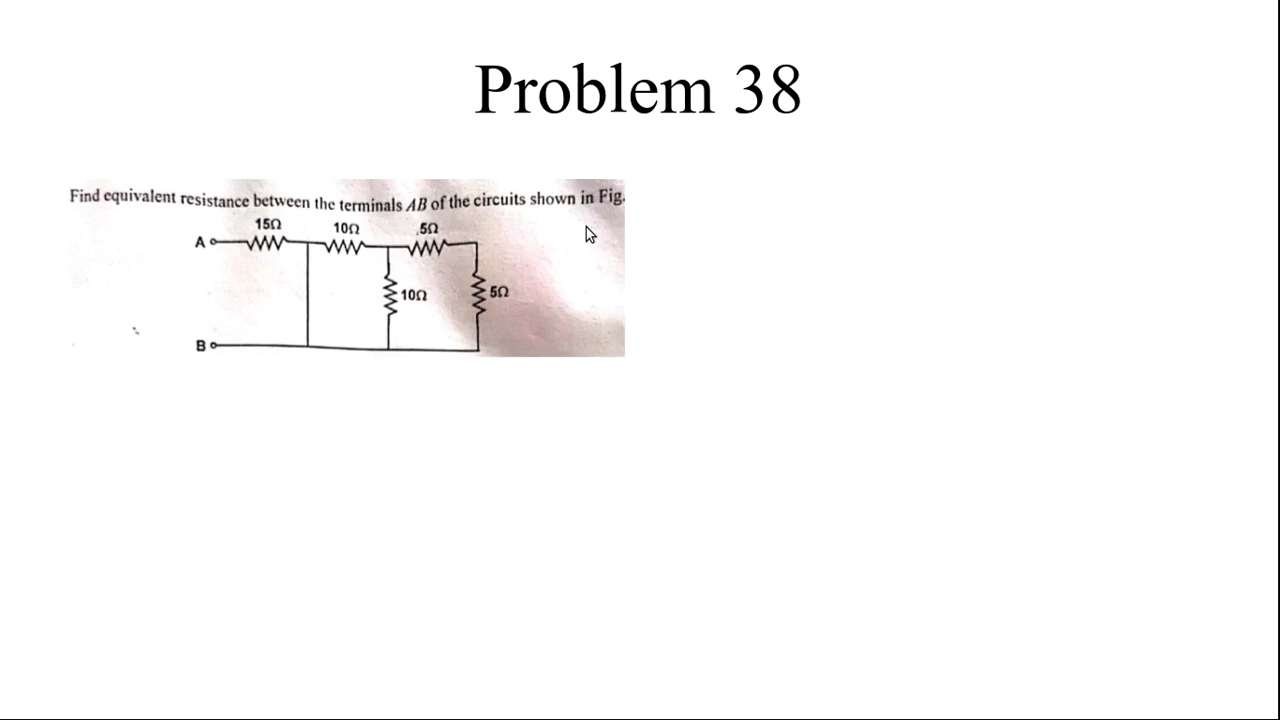 Problem 38
Find equivalent resistance between the terminals AB of the circuits shown in Fig.
15Ω 10Ω 5Ω
A
10Ω 5Ω
B